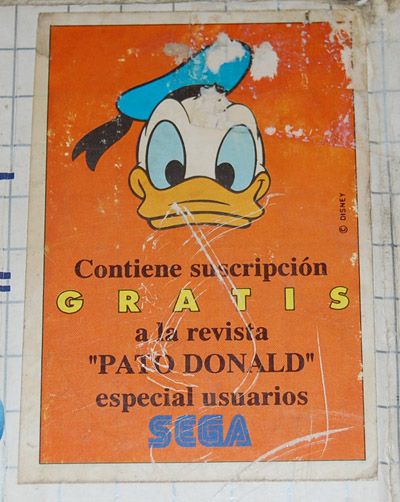 © DISNEY
Contiene suscripción
GRATIS
a la revista
"PATO DONALD"
especial usuarios
SEGA